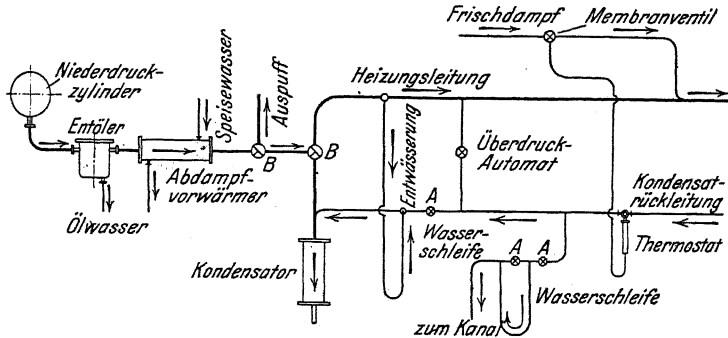 Frischdampf
Membranventil
Niederdruck-
zylinder
Speisewasser
Auspuff
Heizungsleitung
Entöler
B
B
Entwässerung
Überdruck-
Automat
Abdampf-
vorwärmer
Ölwasser
A
Kondensat-
rückleitung
Wasser-
schleife
A
A
Thermostat
Kondensator
Wasserschleife
zum Kanal